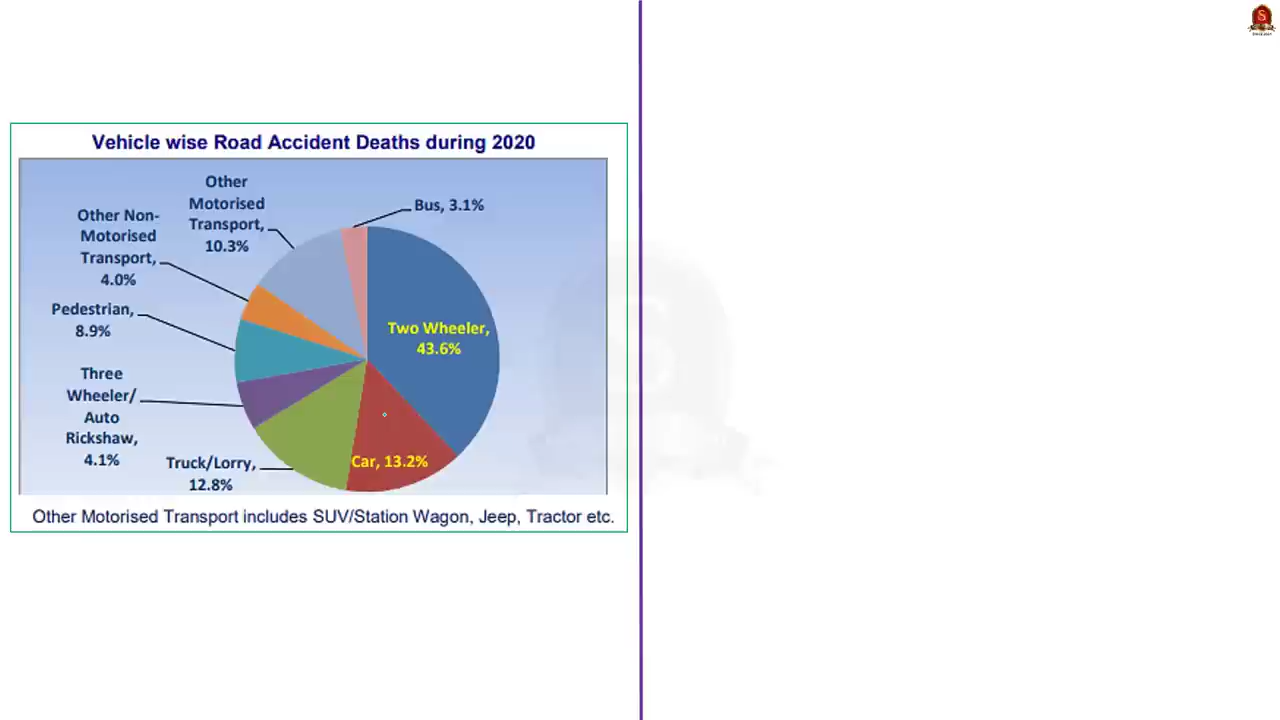 Vehicle wise Road Accident Deaths during 2020
Other
Motorised
Transport,
10.3%
Bus, 3.1%
Other Non-
Motorised
Transport,
4.0%
Pedestrian,
8.9%
Two Wheeler,
43.6%
Three
Wheeler/
Auto
Rickshaw,
4.1%
Truck/Lorry,
12.8%
Car, 13.2%
Other Motorised Transport includes SUV/Station Wagon, Jeep, Tractor etc.
S